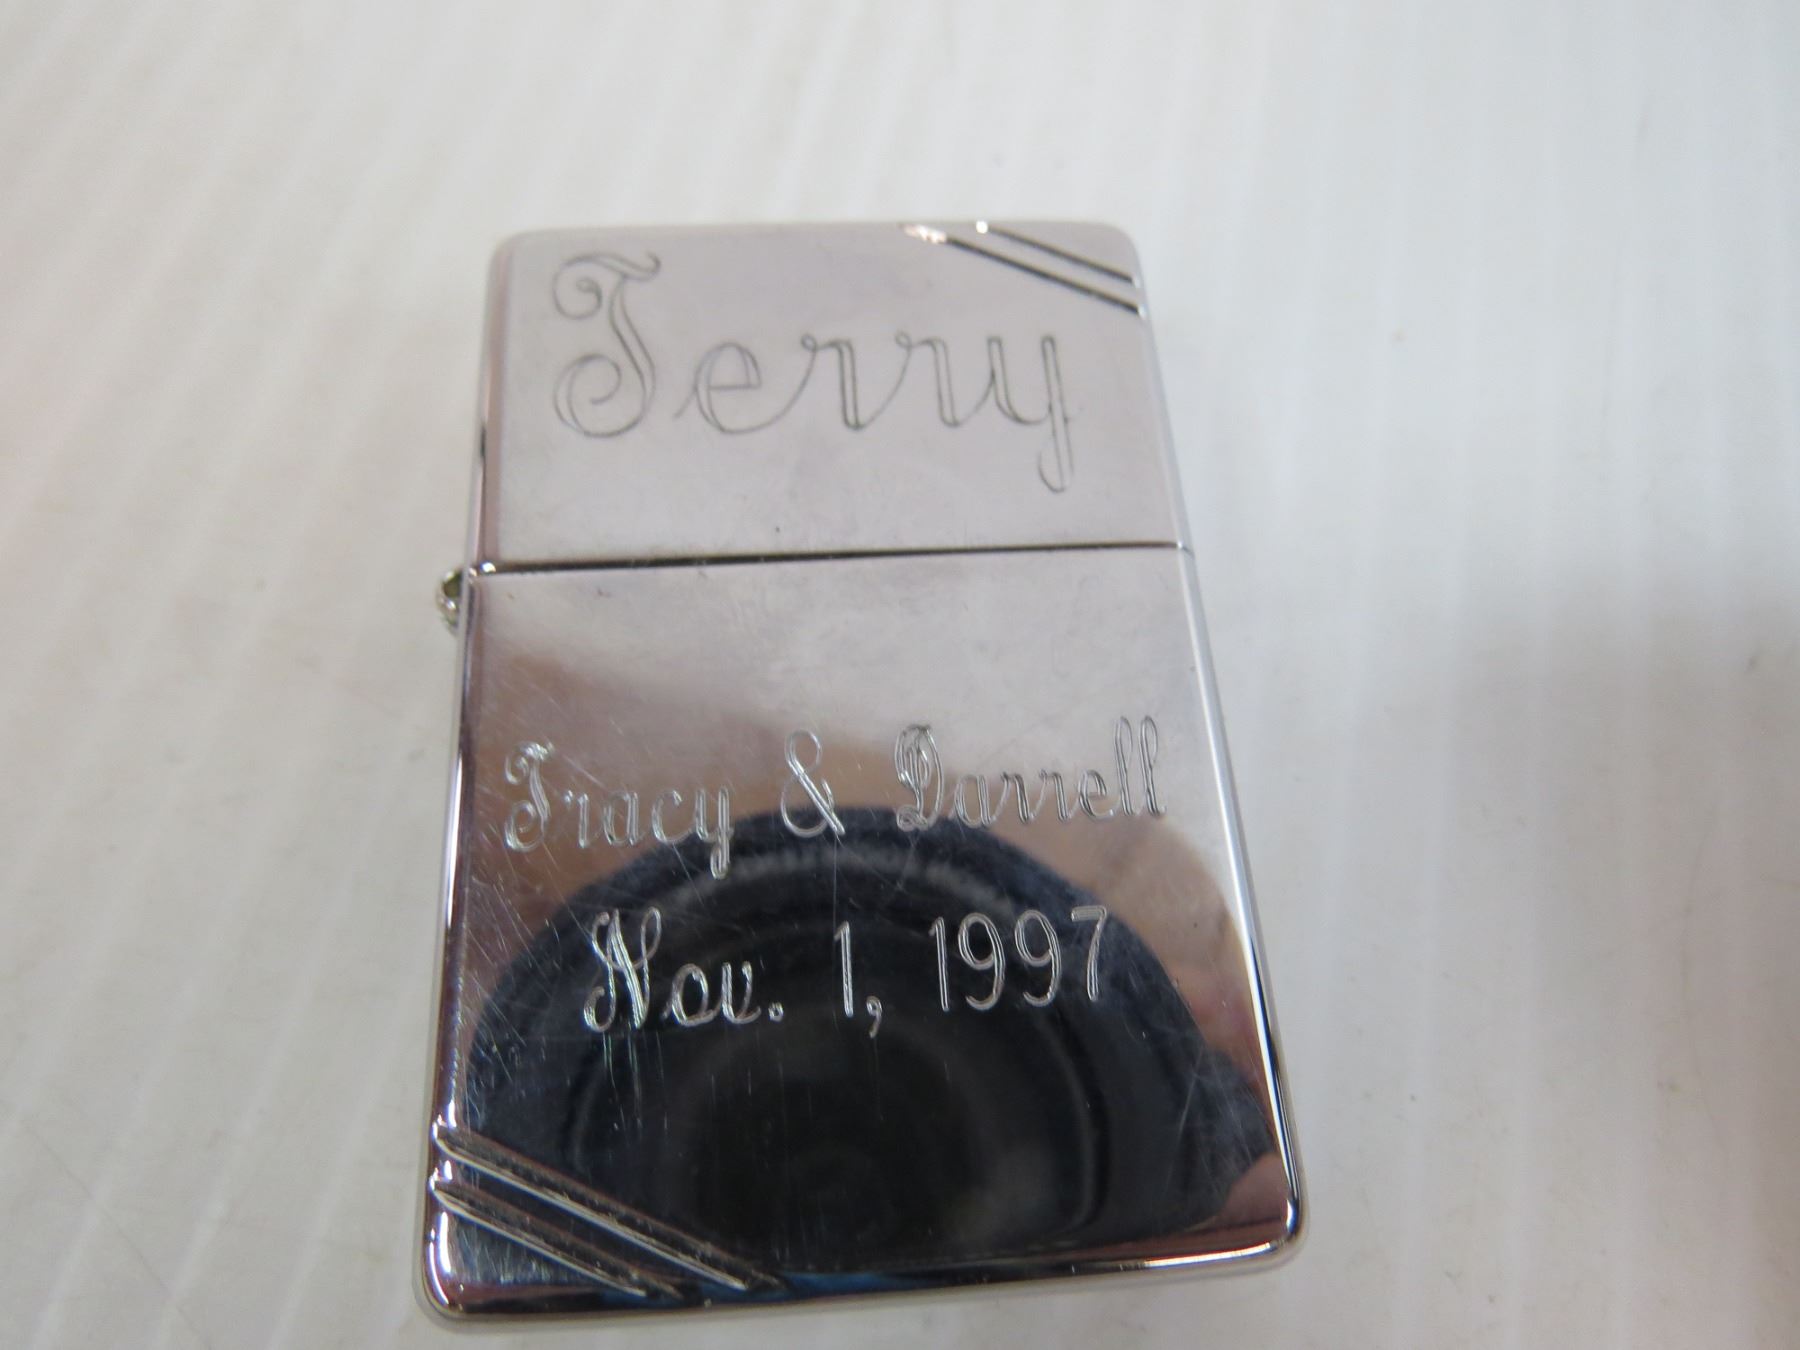 Terry
Tracy & Darrell
Nov. 1, 1997